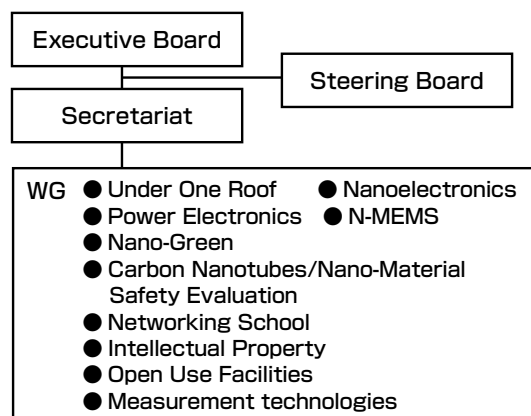 Executive Board
Steering Board
Secretariat
WG ● Under One Roof ● Nanoelectronics
● Power Electronics ● N-MEMS
● Nano-Green
● Carbon Nanotubes/Nano-Material
Safety Evaluation
● Networking School
● Intellectual Property
● Open Use Facilities
● Measurement technologies